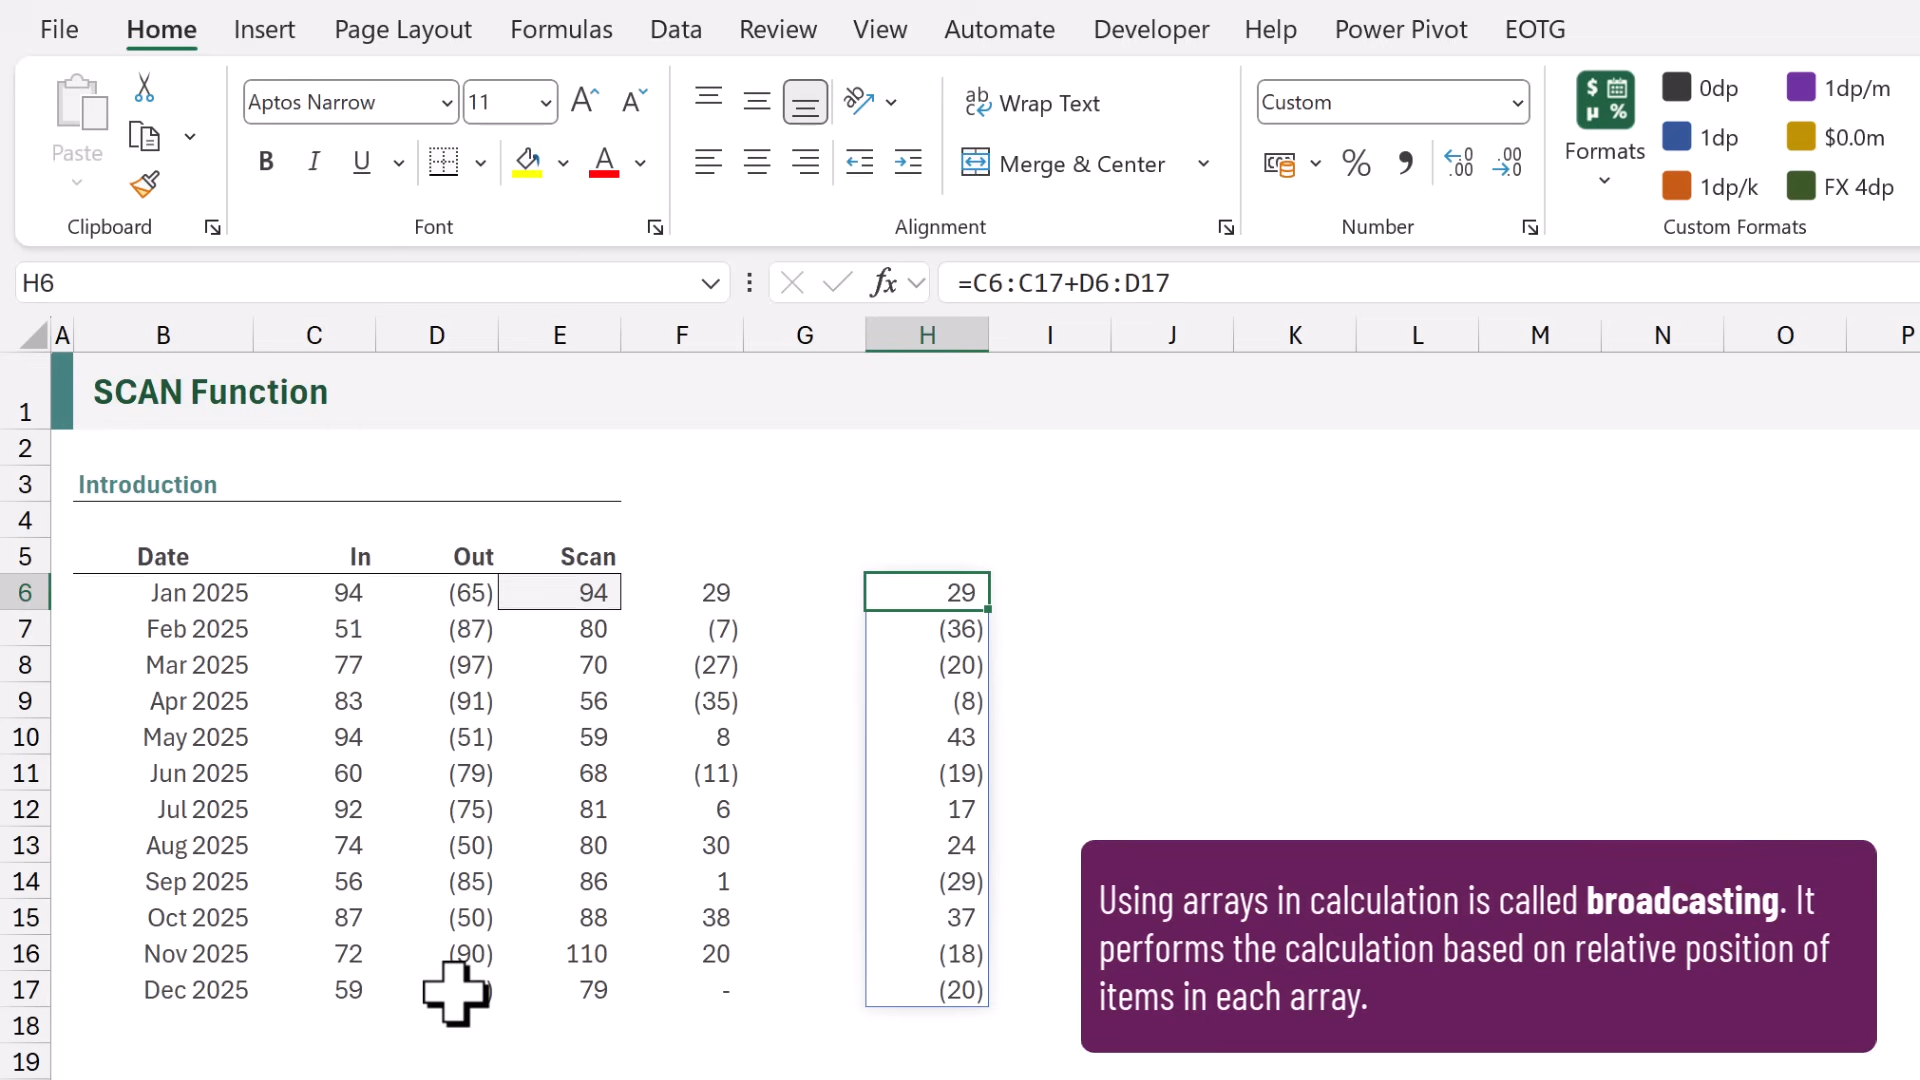 File Home Insert Page Layout Formulas Data Review View Automate Developer Help Power Pivot EOTG
Paste
Clipboard
Aptos Narrow 11
B I U
Font
Wrap Text
Merge & Center
Alignment
Custom
Number
Formats
0dp 1dp/m
1dp $0.0m
1dp/k FX 4dp
Custom Formats
H6 fx =C6:C17+D6:D17
A B C D E F G H I J K L M N O P
1 SCAN Function
2
3 Introduction
4
5 Date In Out Scan
6 Jan 2025 94 (65) 94 29 29
7 Feb 2025 51 (87) 80 (7) (36)
8 Mar 2025 77 (97) 70 (27) (20)
9 Apr 2025 83 (91) 56 (35) (8)
10 May 2025 94 (51) 59 8 43
11 Jun 2025 60 (79) 68 (11) (19)
12 Jul 2025 92 (75) 81 6 17
13 Aug 2025 74 (50) 80 30 24
14 Sep 2025 56 (85) 86 1 (29)
15 Oct 2025 87 (50) 88 38 37
16 Nov 2025 72 (90) 110 20 (18)
17 Dec 2025 59 79 - (20)
18
19
Using arrays in calculation is called broadcasting. It
performs the calculation based on relative position of
items in each array.